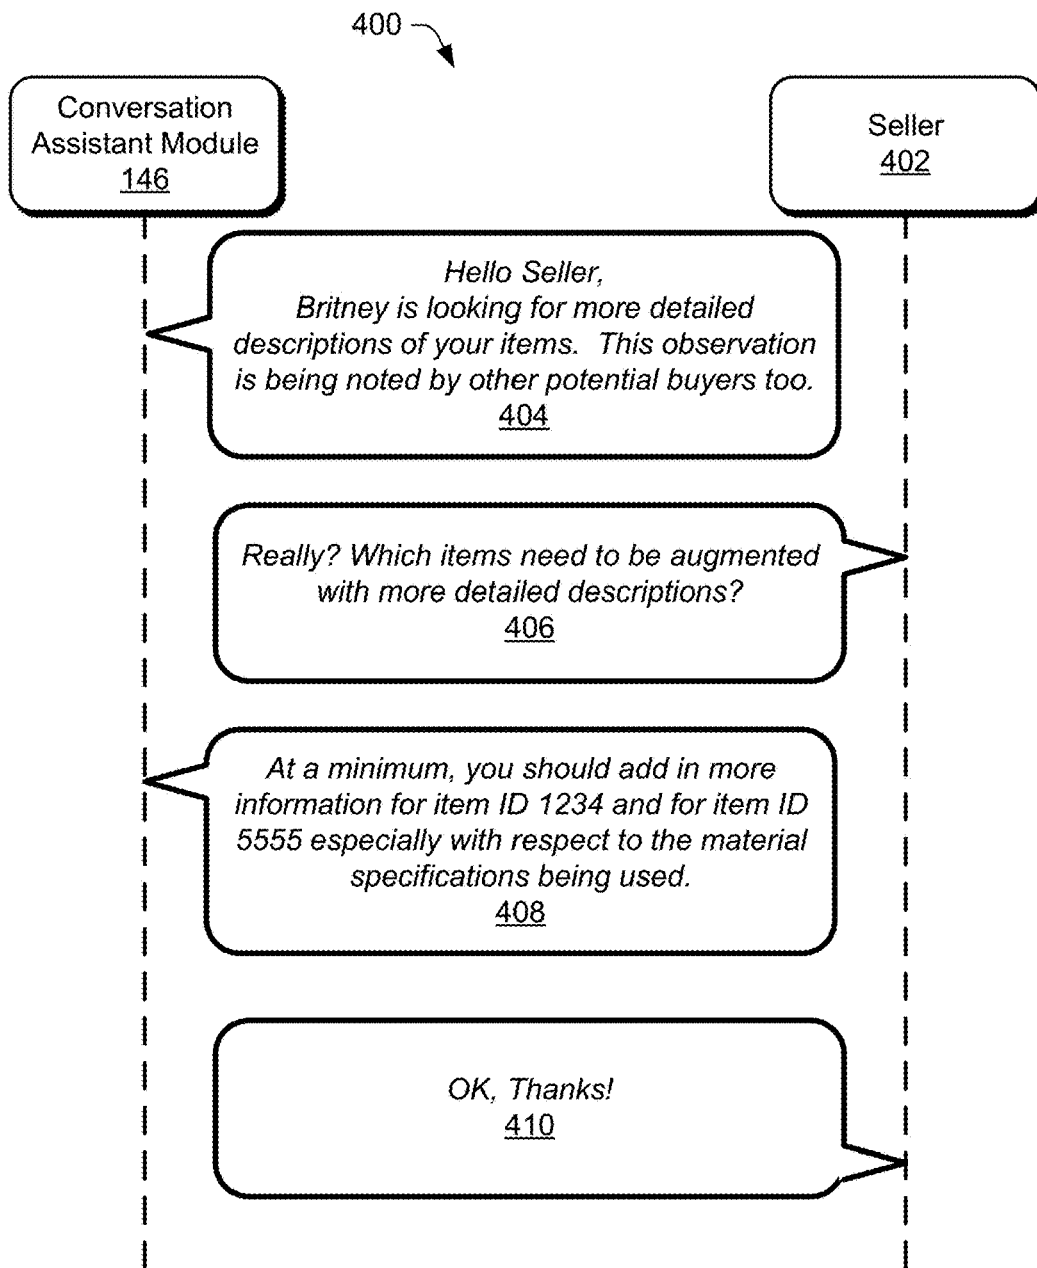 400
Conversation
Assistant Module
146
Seller
402
Hello Seller,
Britney is looking for more detailed
descriptions of your items.  This observation
is being noted by other potential buyers too.
404
Really? Which items need to be augmented
with more detailed descriptions?
406
At a minimum, you should add in more
information for item ID 1234 and for item ID
5555 especially with respect to the material
specifications being used.
408
OK, Thanks!
410